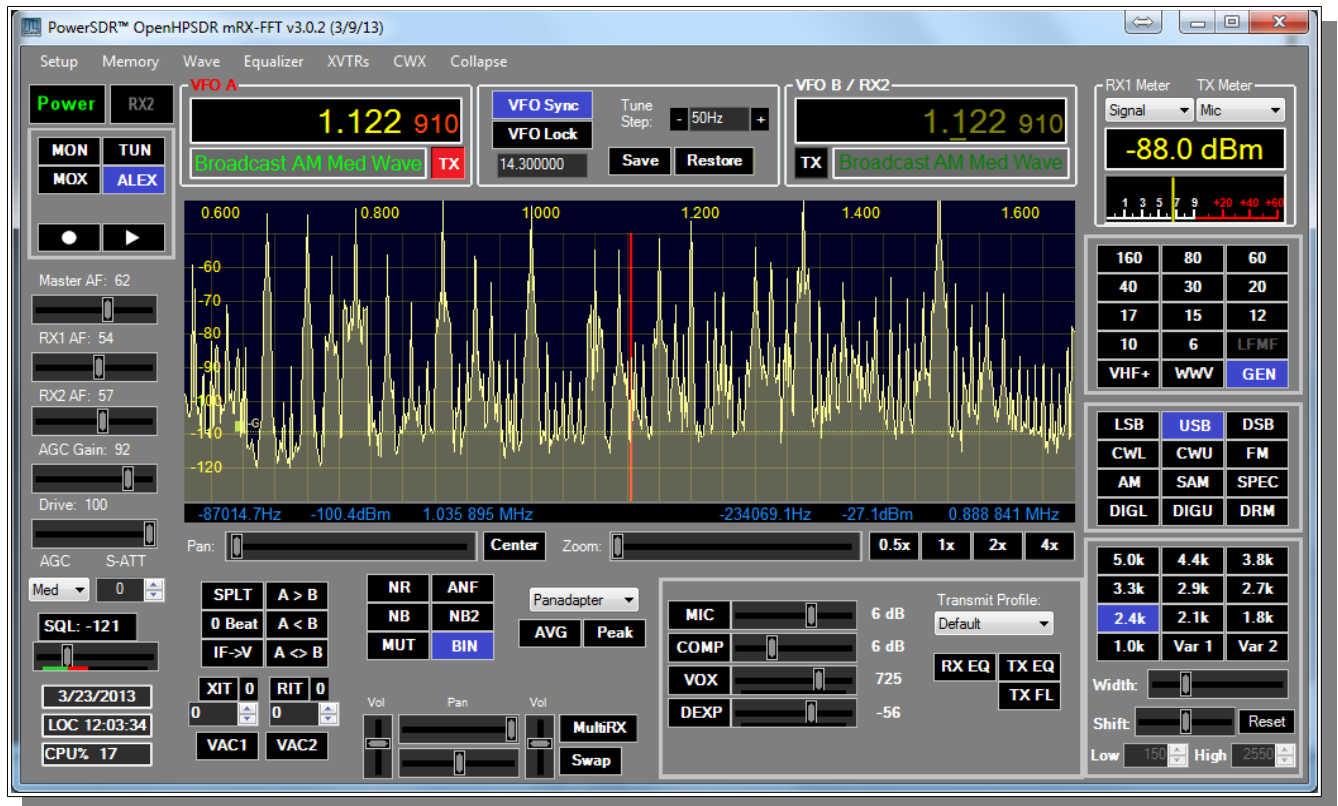 PowerSDR™ OpenHPSDR mRX-FFT v3.0.2 (3/9/13)
Setup Memory Wave Equalizer XVTRs CWX Collapse
Power RX2
MON TUN
MOX ALEX
VFO A
1.122 910
Broadcast AM Med Wave TX
VFO Sync
VFO Lock
14.300000
Tune
Step:
- 50Hz +
Save Restore
VFO B / RX2
1.122 910
TX Broadcast AM Med Wave
RX1 Meter TX Meter
Signal Mic
-88.0 dBm
1 3 5 7 9 +20 +40 +60
Master AF: 62
RX1 AF: 54
RX2 AF: 57
AGC Gain: 92
Drive: 100
AGC S-ATT
Med 0
SQL: -121
3/23/2013
LOC 12:03:34
CPU% 17
0.600 0.800 1.000 1.200 1.400 1.600
-60
-70
-80
-90
-100
-G
-110
-120
-87014.7Hz -100.4dBm 1.035 895 MHz -234069.1Hz -27.1dBm 0.888 841 MHz
Pan: Center Zoom: 0.5x 1x 2x 4x
160 80 60
40 30 20
17 15 12
10 6 LFMF
VHF+ WWV GEN
LSB USB DSB
CWL CWU FM
AM SAM SPEC
DIGL DIGU DRM
5.0k 4.4k 3.8k
3.3k 2.9k 2.7k
2.4k 2.1k 1.8k
1.0k Var 1 Var 2
Width:
Shift: Reset
Low 150 High 2550
SPLT A > B
0 Beat A < B
IF->V A <> B
XIT 0 RIT 0
0 0
VAC1 VAC2
NR ANF
NB NB2
MUT BIN
Panadapter
AVG Peak
Vol Pan Vol
MultiRX
Swap
MIC 6 dB
COMP 6 dB
VOX 725
DEXP -56
Transmit Profile:
Default
RX EQ TX EQ
TX FL